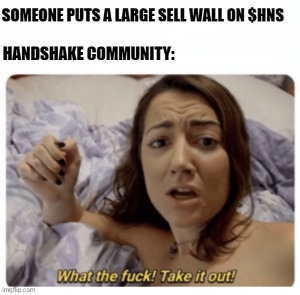 SOMEONE PUTS A LARGE SELL WALL ON $HNS
HANDSHAKE COMMUNITY:
What the fuck! Take it out!
imgflip.com